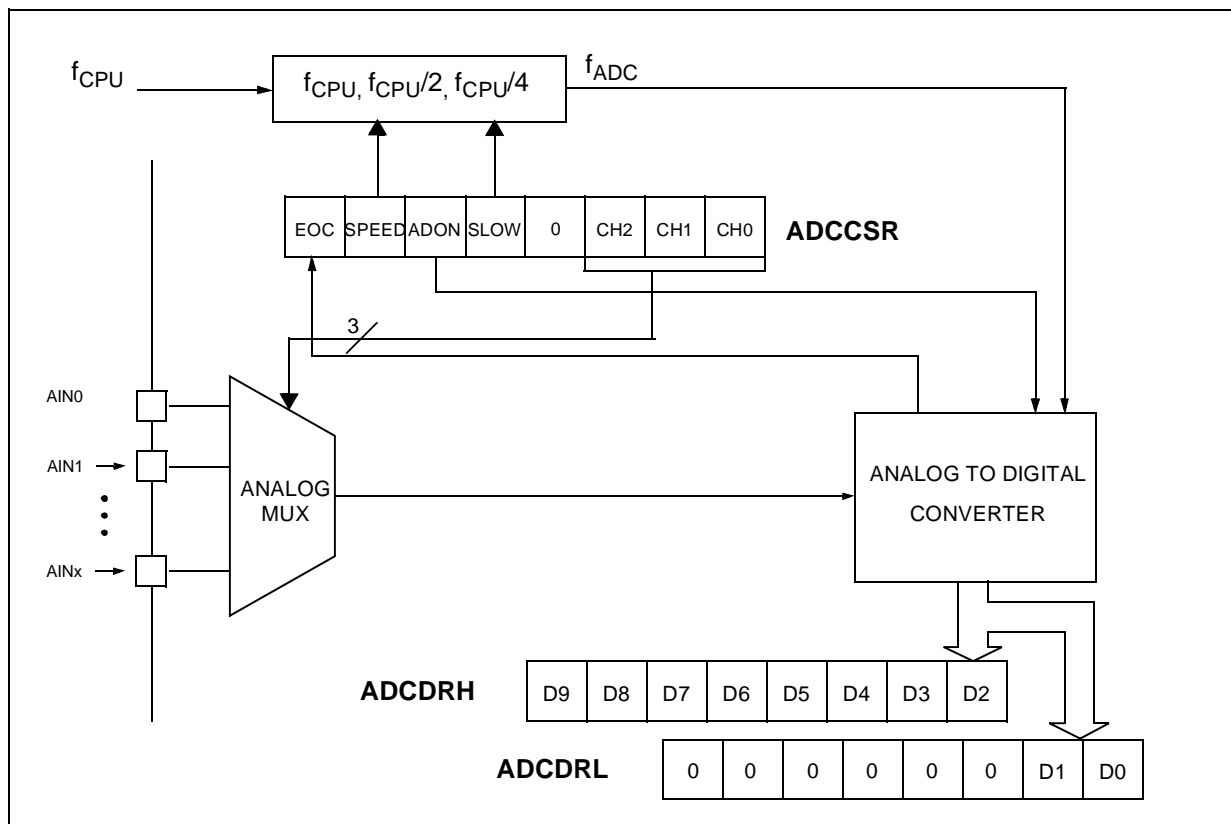 fCPU
fCPU, fCPU/2, fCPU/4
fADC
EOC SPEED ADON SLOW 0 CH2 CH1 CH0 ADCCSR
3
AIN0
AIN1
AINx
ANALOG
MUX
ANALOG TO DIGITAL
CONVERTER
ADCDRH D9 D8 D7 D6 D5 D4 D3 D2
ADCDRL 0 0 0 0 0 0 D1 D0